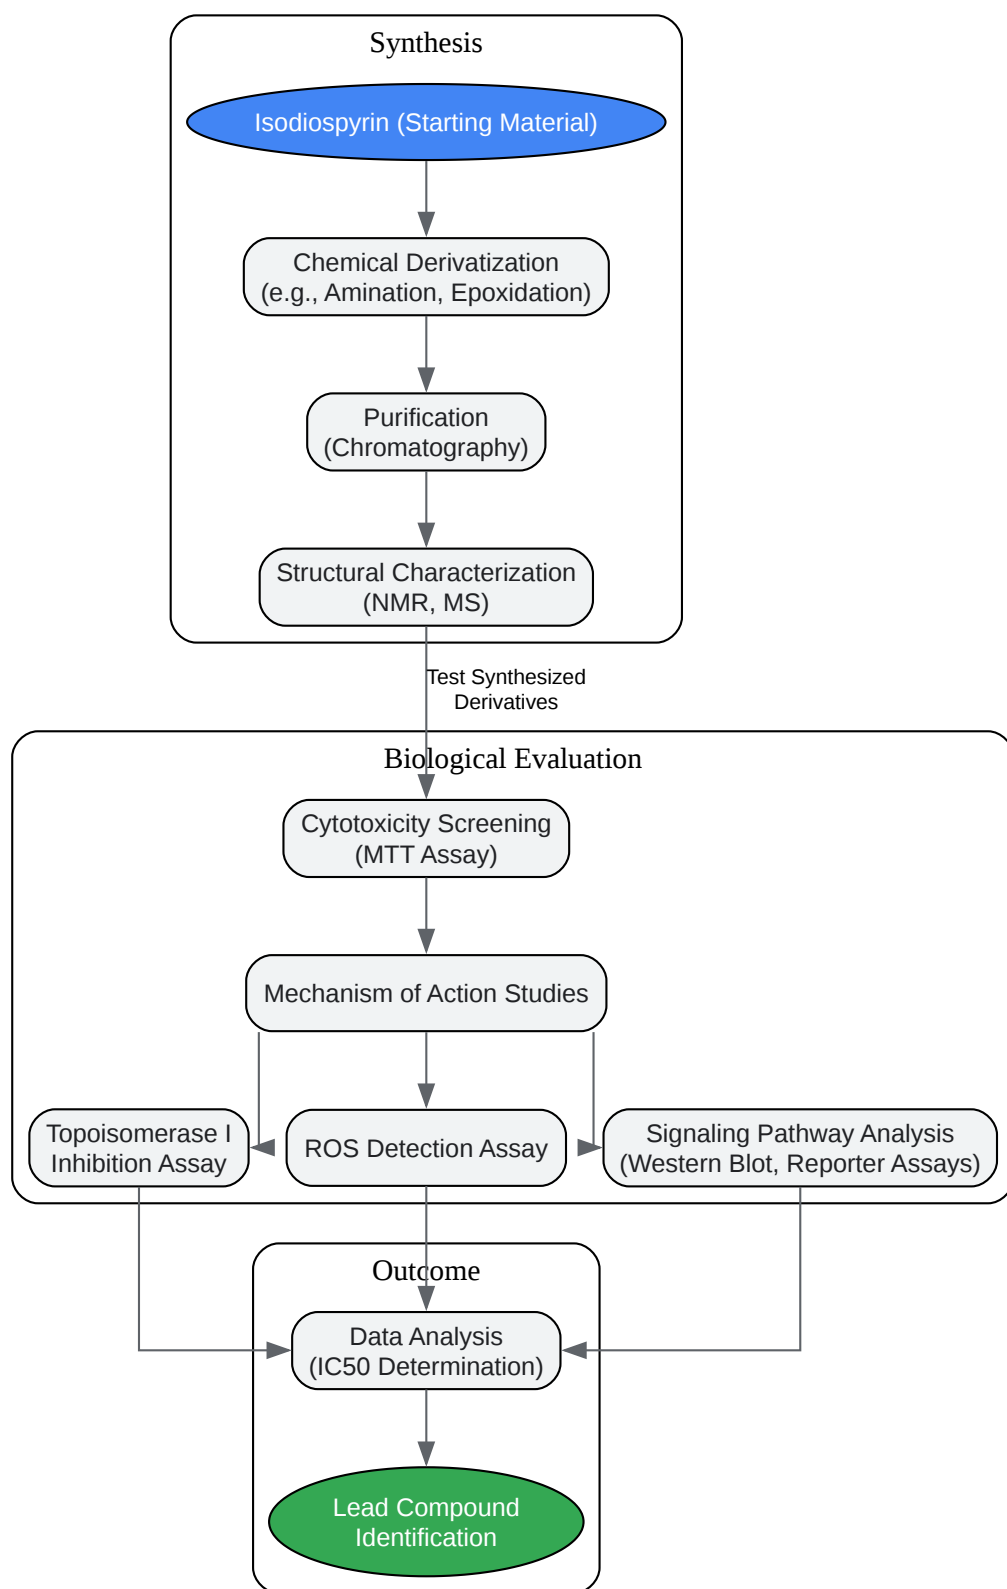 Synthesis
Isodiospyrin (Starting Material)
Chemical Derivatization
(e.g., Amination, Epoxidation)
Purification
(Chromatography)
Structural Characterization
(NMR, MS)
Test Synthesized
Derivatives
Biological Evaluation
Cytotoxicity Screening
(MTT Assay)
Mechanism of Action Studies
Topoisomerase I
Inhibition Assay
ROS Detection Assay
Signaling Pathway Analysis
(Western Blot, Reporter Assays)
Outcome
Data Analysis
(IC50 Determination)
Lead Compound
Identification